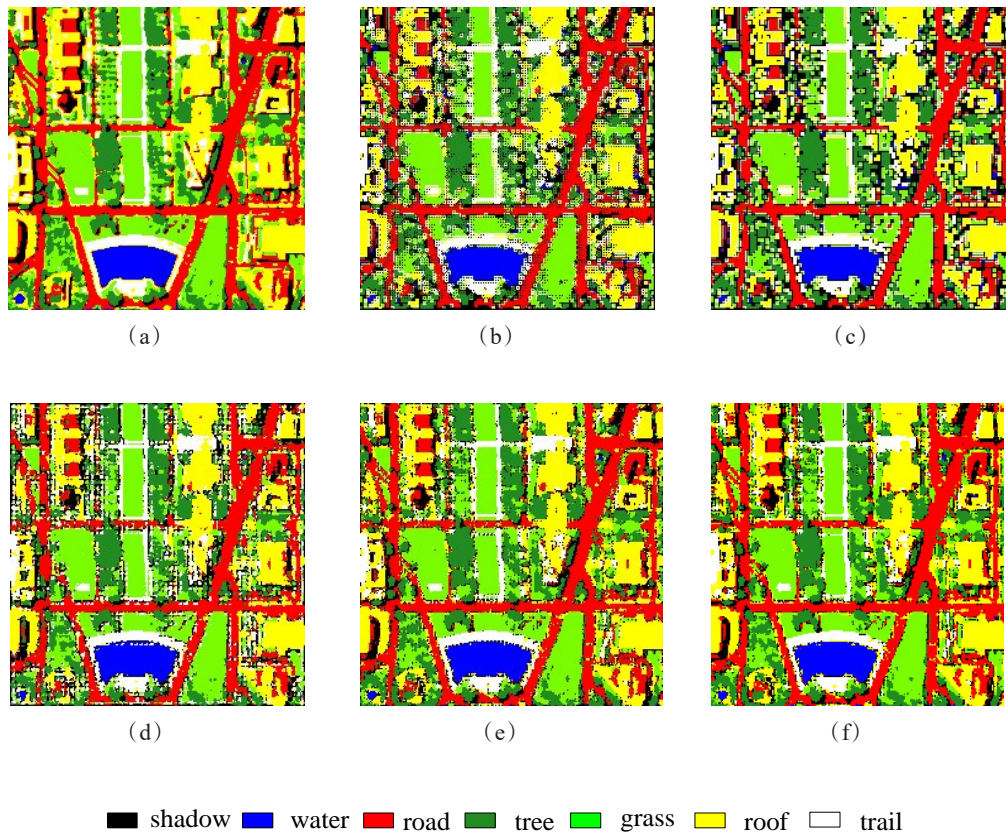 (a) (b) (c)
(d) (e) (f)
shadow water road tree grass roof trail